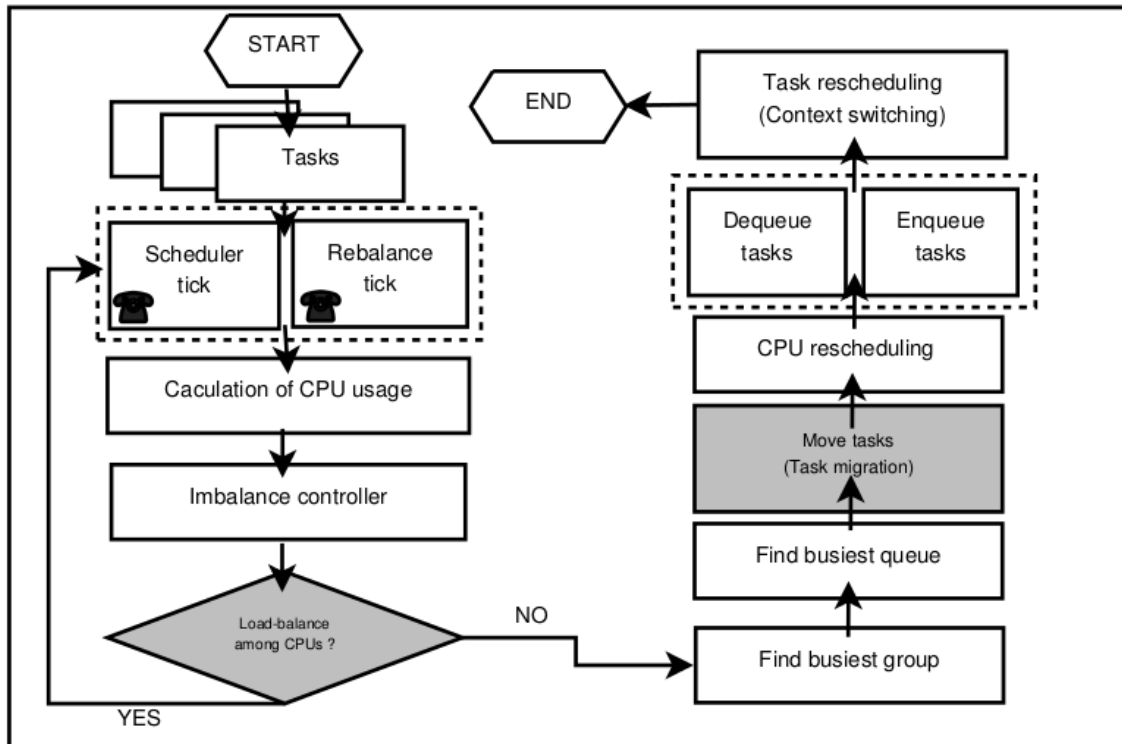 START
Tasks
Scheduler
tick
Rebalance
tick
Caculation of CPU usage
Imbalance controller
Load-balance
among CPUs ?
YES
NO
Find busiest group
Find busiest queue
Move tasks
(Task migration)
CPU rescheduling
Dequeue
tasks
Enqueue
tasks
Task rescheduling
(Context switching)
END